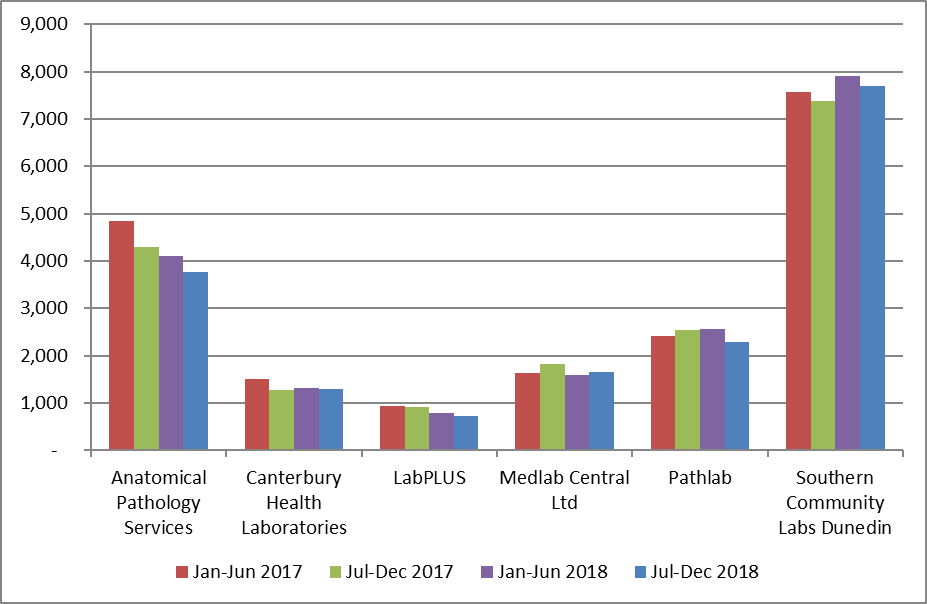 9,000
8,000
7,000
6,000
5,000
4,000
3,000
2,000
1,000
-
Anatomical
Pathology
Services
Canterbury
Health
Laboratories
LabPLUS
Medlab Central
Ltd
Pathlab
Southern
Community
Labs Dunedin
Jan-Jun 2017
Jul-Dec 2017
Jan-Jun 2018
Jul-Dec 2018